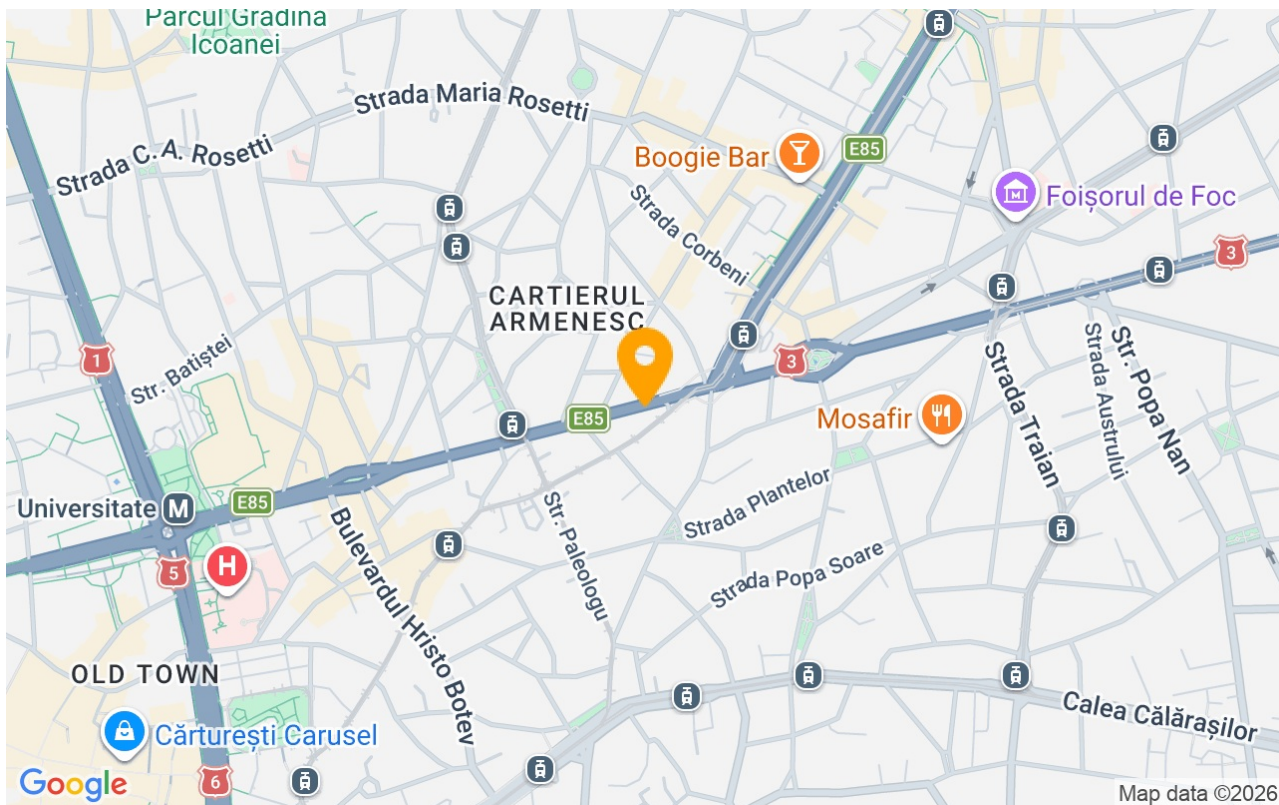 Parcul Grădina
Icoanei
Strada Maria Rosetti
Strada C. A. Rosetti
Boogie Bar
E85
Foișorul de Foc
Strada Corbeni
3
CARTIERUL
ARMENESC
1
Str. Batiștei
3
E85
Mosafir
Strada Traian
Strada Austrului
Str. Popa Nan
Universitate
M
E85
Strada Plantelor
Str. Paleologu
5
H
Bulevardul Hristo Botev
Strada Popa Soare
OLD TOWN
Cărturești Carusel
Calea Călărașilor
6
Google
Map data ©2026